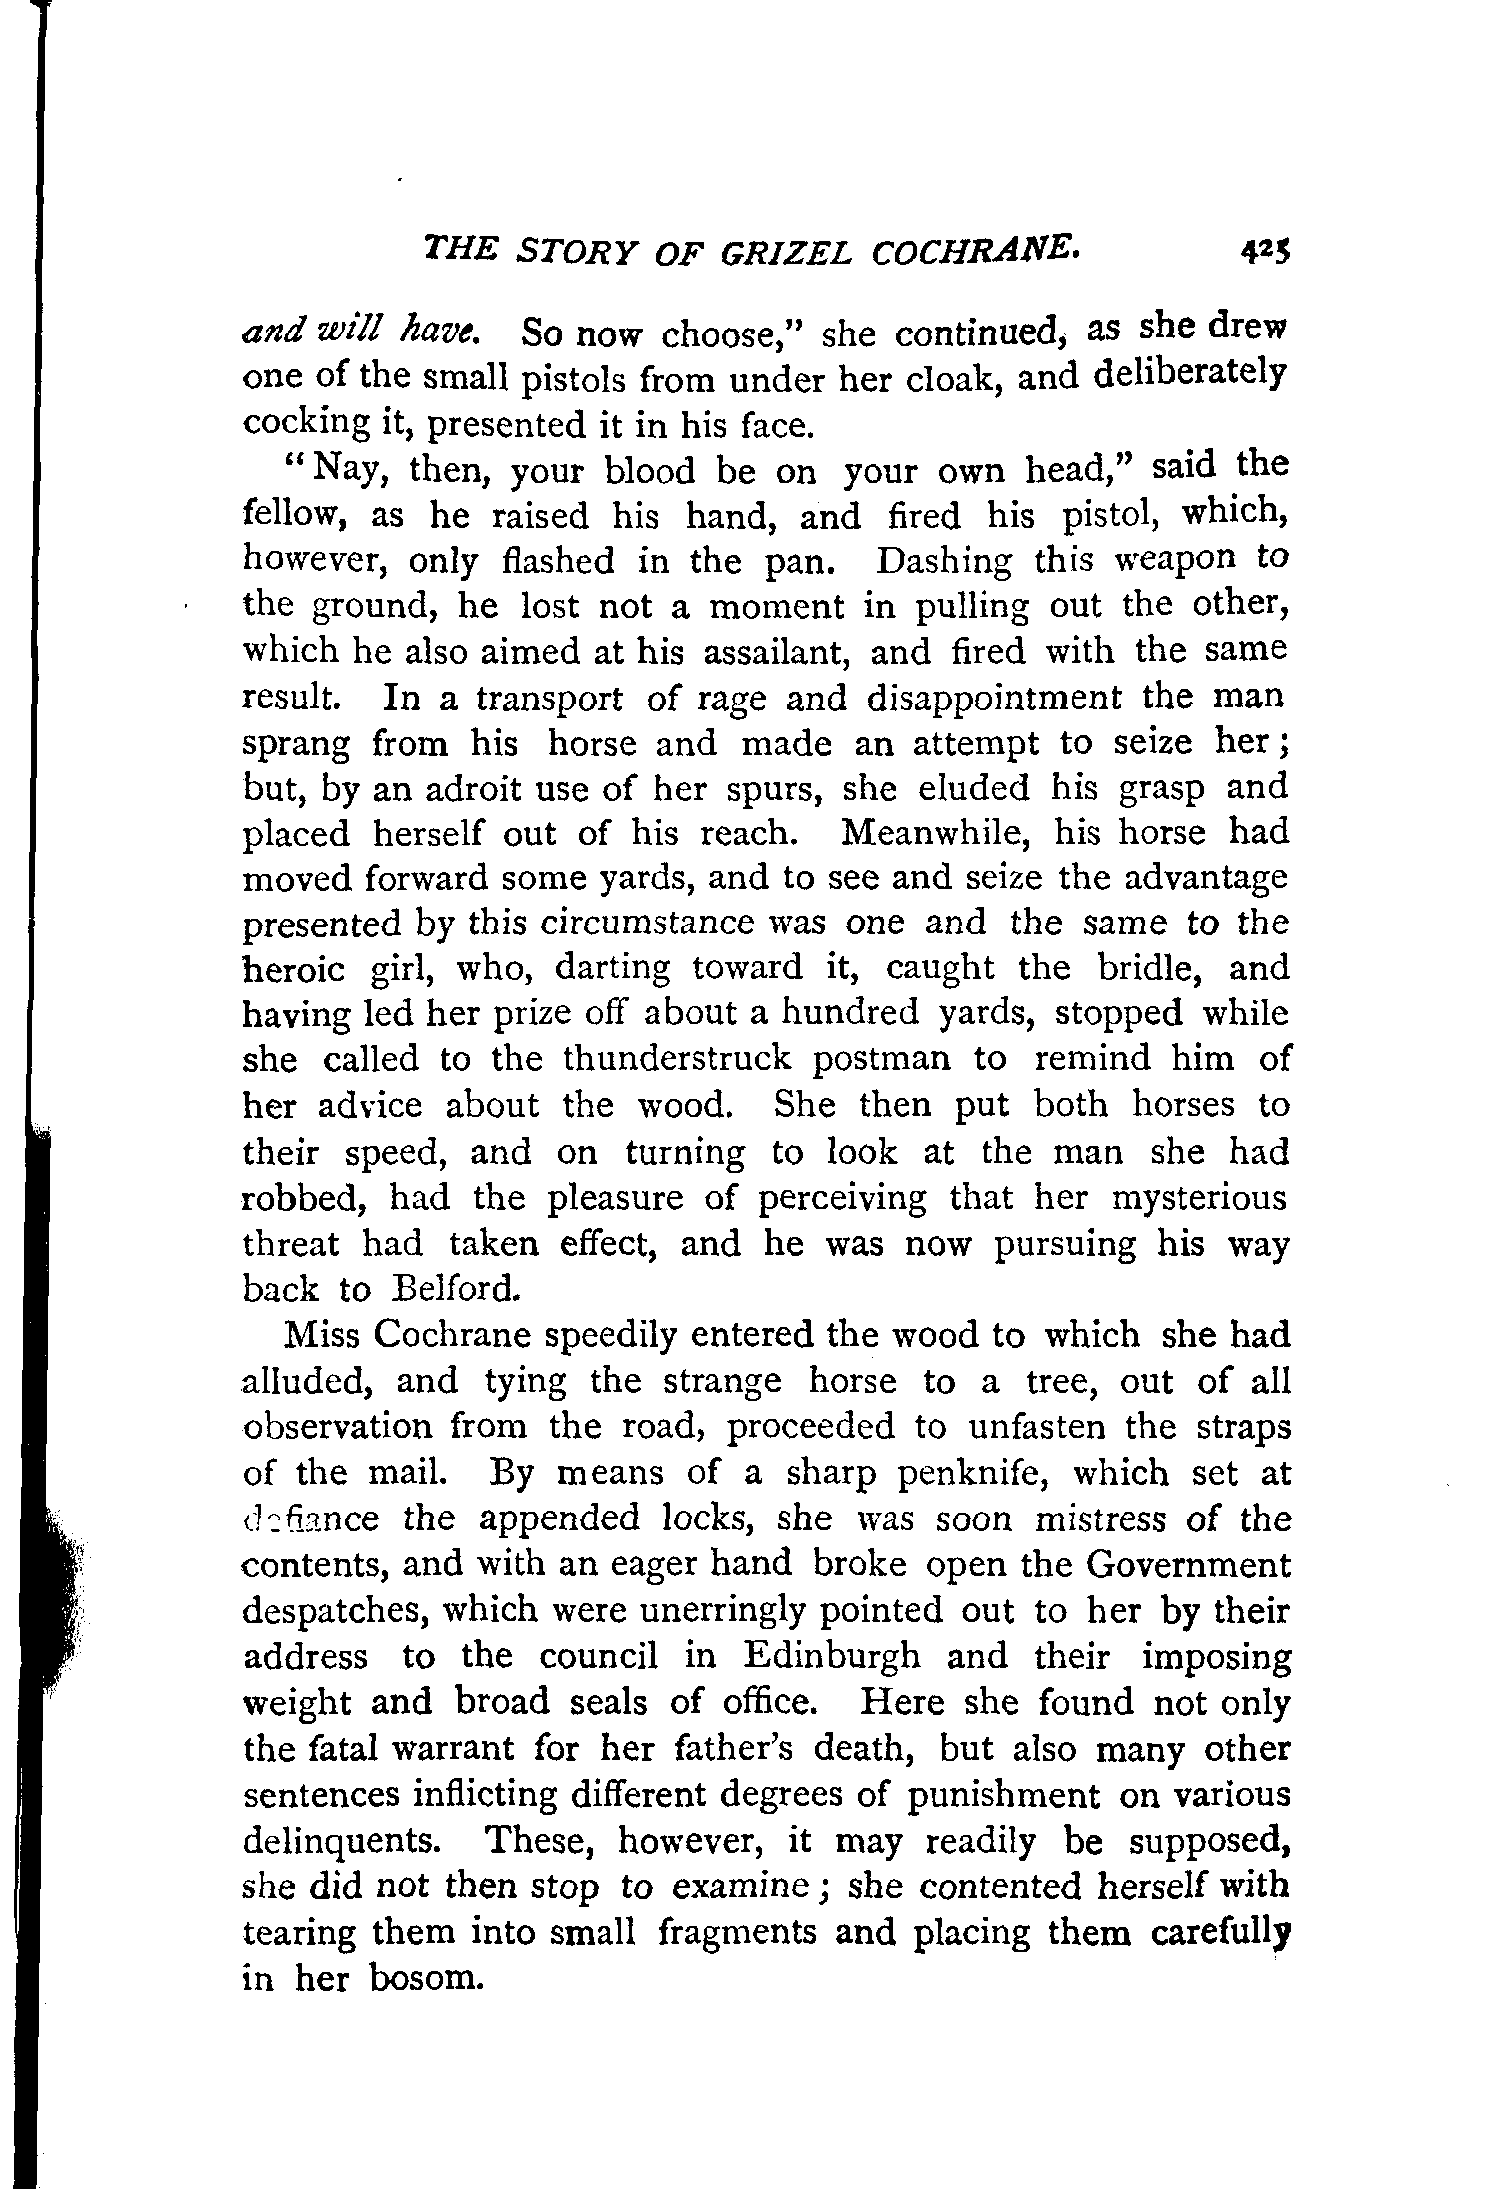 THE STORY OF GRIZEL COCHRANE. 425
and will have. So now choose,” she continued, as she drew
one of the small pistols from under her cloak, and deliberately
cocking it, presented it in his face.
“Nay, then, your blood be on your own head,” said the
fellow, as he raised his hand, and fired his pistol, which,
however, only flashed in the pan. Dashing this weapon to
the ground, he lost not a moment in pulling out the other,
which he also aimed at his assailant, and fired with the same
result. In a transport of rage and disappointment the man
sprang from his horse and made an attempt to seize her;
but, by an adroit use of her spurs, she eluded his grasp and
placed herself out of his reach. Meanwhile, his horse had
moved forward some yards, and to see and seize the advantage
presented by this circumstance was one and the same to the
heroic girl, who, darting toward it, caught the bridle, and
having led her prize off about a hundred yards, stopped while
she called to the thunderstruck postman to remind him of
her advice about the wood. She then put both horses to
their speed, and on turning to look at the man she had
robbed, had the pleasure of perceiving that her mysterious
threat had taken effect, and he was now pursuing his way
back to Belford.
Miss Cochrane speedily entered the wood to which she had
alluded, and tying the strange horse to a tree, out of all
observation from the road, proceeded to unfasten the straps
of the mail. By means of a sharp penknife, which set at
defiance the appended locks, she was soon mistress of the
contents, and with an eager hand broke open the Government
despatches, which were unerringly pointed out to her by their
address to the council in Edinburgh and their imposing
weight and broad seals of office. Here she found not only
the fatal warrant for her father’s death, but also many other
sentences inflicting different degrees of punishment on various
delinquents. These, however, it may readily be supposed,
she did not then stop to examine; she contented herself with
tearing them into small fragments and placing them carefully
in her bosom.